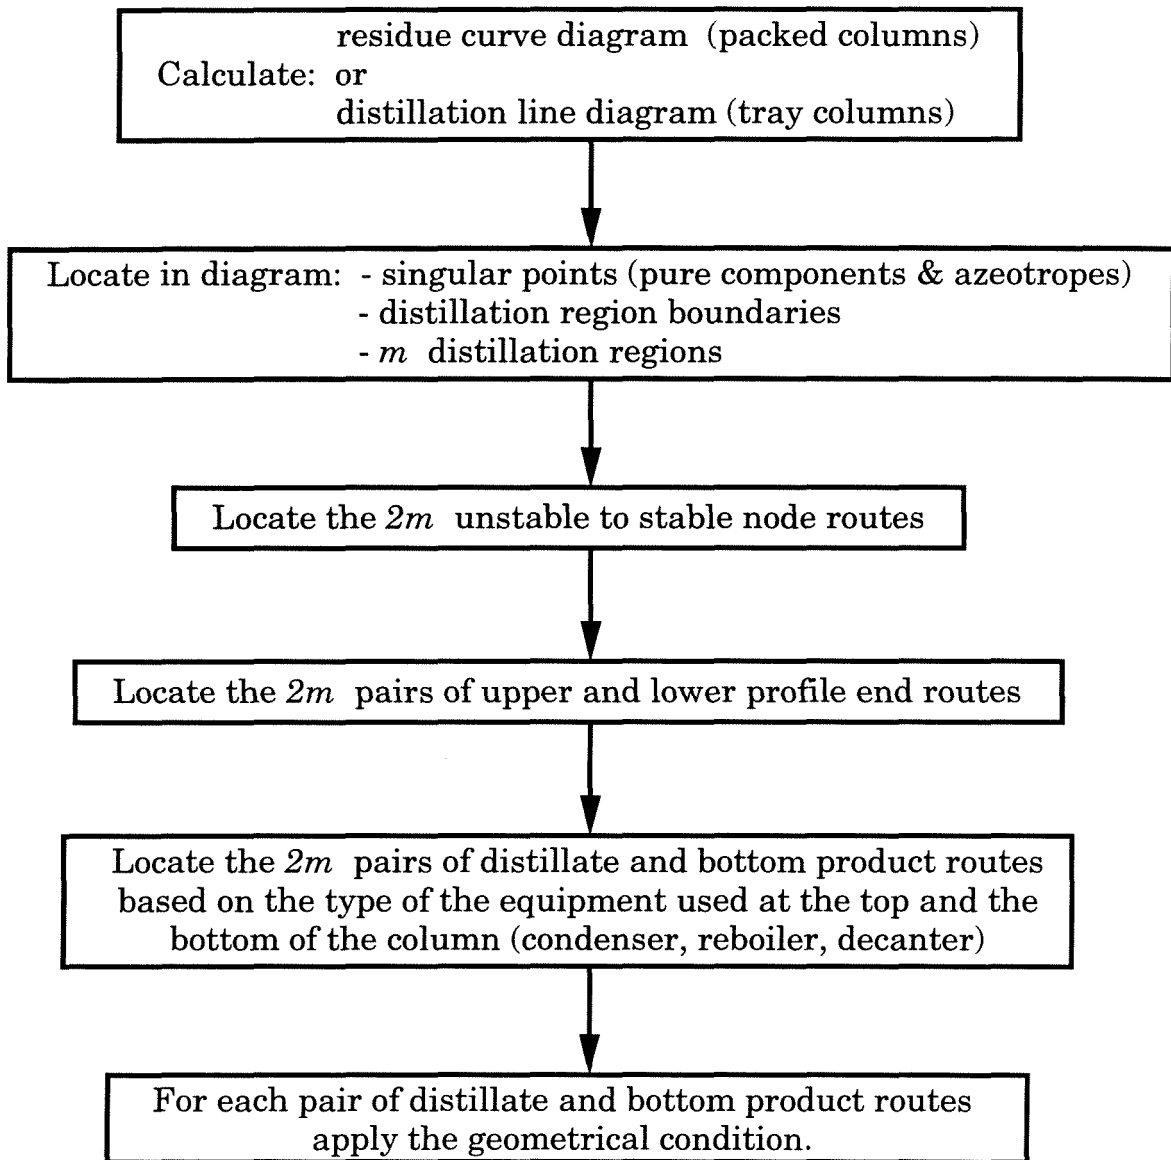 residue curve diagram (packed columns)
Calculate: or
distillation line diagram (tray columns)
Locate in diagram: - singular points (pure components & azeotropes)
- distillation region boundaries
- m distillation regions
Locate the 2m unstable to stable node routes
Locate the 2m pairs of upper and lower profile end routes
Locate the 2m pairs of distillate and bottom product routes
based on the type of the equipment used at the top and the
bottom of the column (condenser, reboiler, decanter)
For each pair of distillate and bottom product routes
apply the geometrical condition.